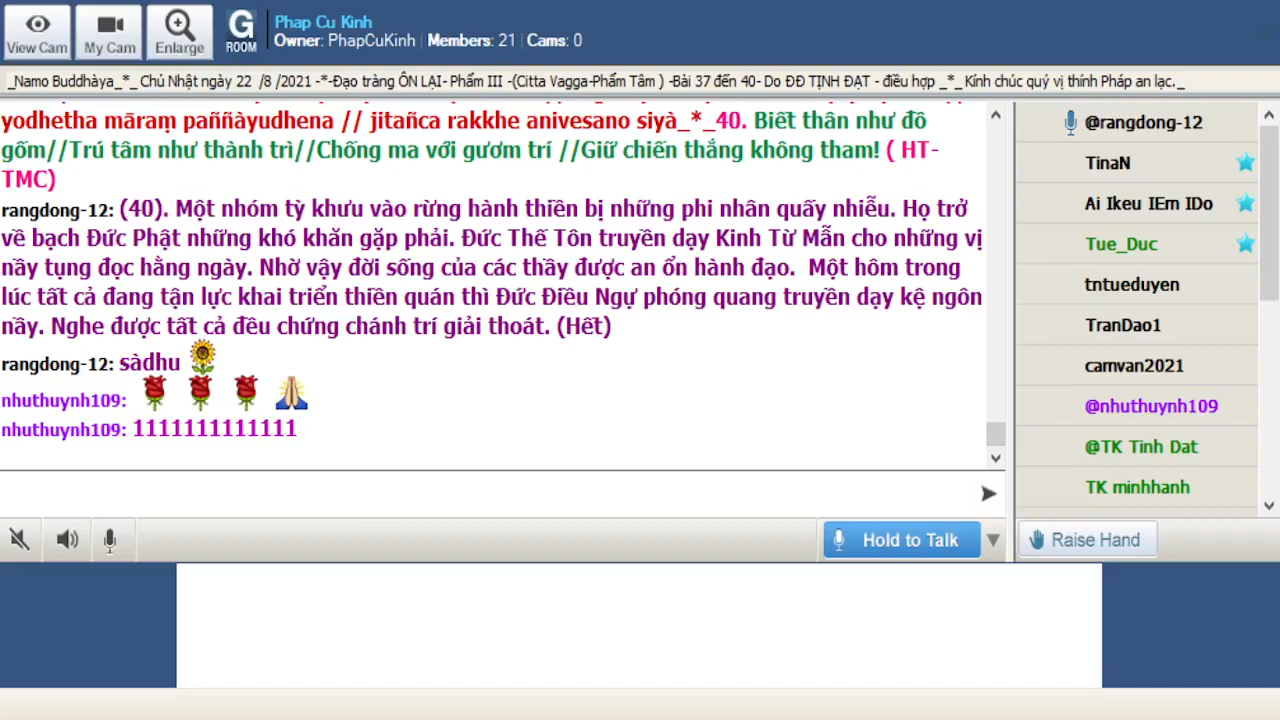 Phap Cu Kinh
Owner: PhapCuKinh | Members: 21 | Cams: 0
View Cam
My Cam
Enlarge
G
ROOM
_Namo Buddhàya_*_ Chủ Nhật ngày 22 /8 /2021 -*-Đạo tràng ÔN LẠI- Phẩm III -(Citta Vagga-Phẩm Tâm ) -Bài 37 đến 40- Do ĐĐ TỊNH ĐẠT - điều hợp _*_ Kính chúc quý vị thính Pháp an lạc._
yodhetha māraṃ paññàyudhena // jitañca rakkhe anivesano siyà_*_40. Biết thân như đồ
gốm//Trú tâm như thành trì//Chống ma với gươm trí //Giữ chiến thắng không tham! ( HT-
TMC)
rangdong-12: (40). Một nhóm tỳ khưu vào rừng hành thiền bị những phi nhân quấy nhiễu. Họ trở
về bạch Đức Phật những khó khăn gặp phải. Đức Thế Tôn truyền dạy Kinh Từ Mẫn cho những vị
nầy tụng đọc hằng ngày. Nhờ vậy đời sống của các thầy được an ổn hành đạo. Một hôm trong
lúc tất cả đang tận lực khai triển thiền quán thì Đức Điều Ngự phóng quang truyền dạy kệ ngôn
nầy. Nghe được tất cả đều chứng chánh trí giải thoát. (Hết)
rangdong-12: sàdhu
nhuthuynh109:
nhuthuynh109: 1111111111111
@rangdong-12
TinaN
Ai Ikeu IEm IDo
Tue_Duc
tntueduyen
TranDao1
camvan2021
@nhuthuynh109
@TK Tinh Dat
TK minhhanh
Hold to Talk
Raise Hand